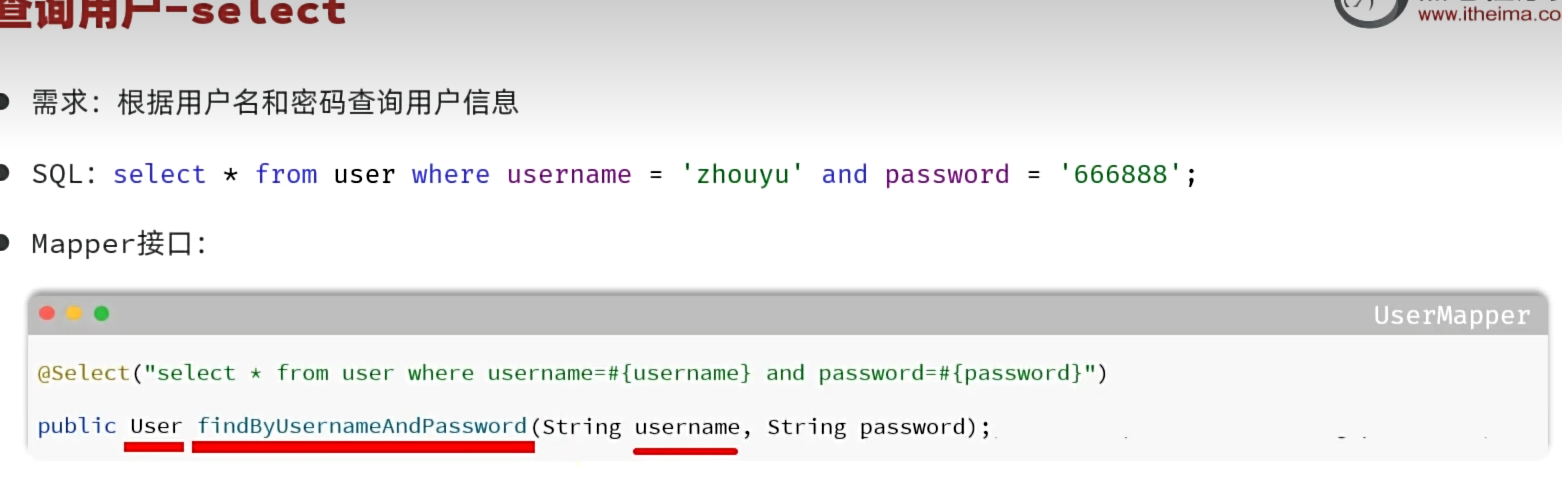 查询用户-select
www.itheima.co
需求：根据用户名和密码查询用户信息
SQL：select * from user where username = 'zhouyu' and password = '666888';
Mapper接口：
UserMapper
@Select("select * from user where username=#{username} and password=#{password}")
public User findByUsernameAndPassword(String username, String password);